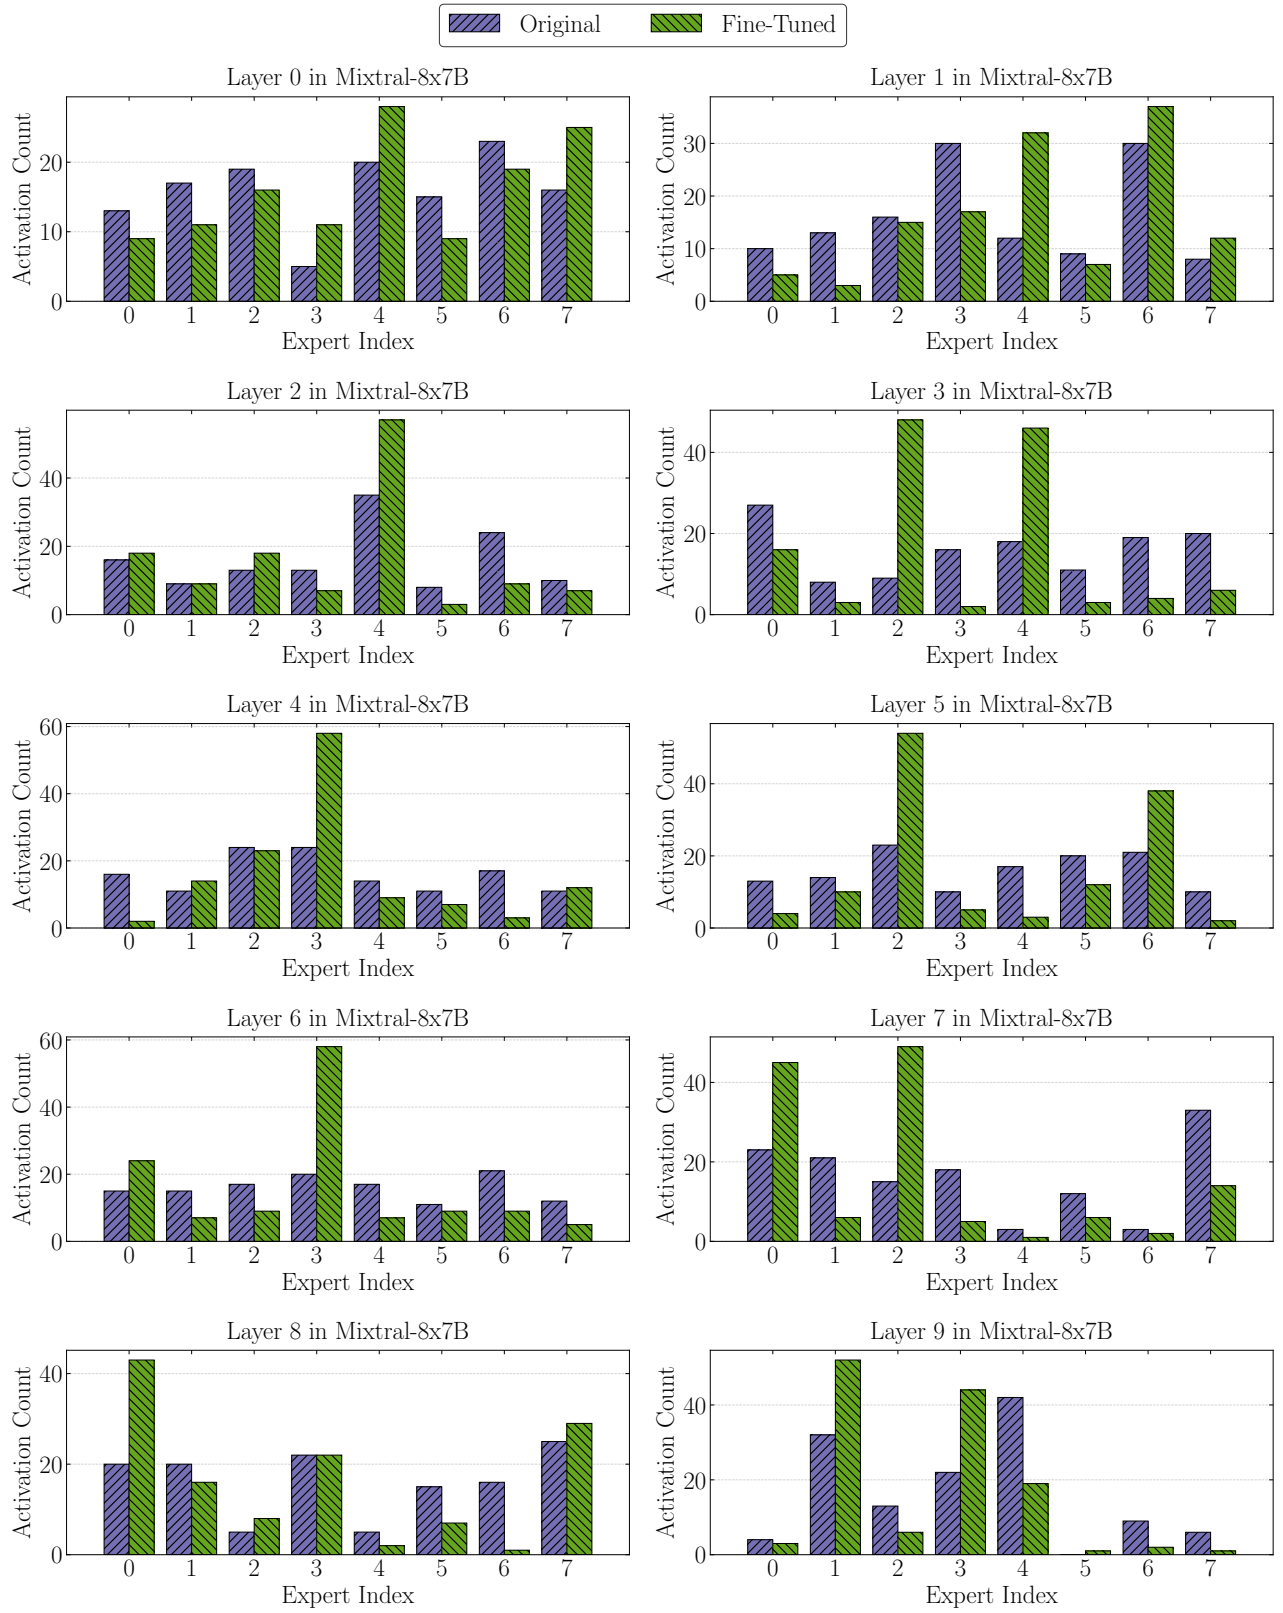 Original Fine-Tuned
Layer 0 in Mixtral-8x7B
Activation Count
20
10
0
0 1 2 3 4 5 6 7
Expert Index
Layer 1 in Mixtral-8x7B
Activation Count
30
20
10
0
0 1 2 3 4 5 6 7
Expert Index
Layer 2 in Mixtral-8x7B
Activation Count
40
20
0
0 1 2 3 4 5 6 7
Expert Index
Layer 3 in Mixtral-8x7B
Activation Count
40
20
0
0 1 2 3 4 5 6 7
Expert Index
Layer 4 in Mixtral-8x7B
Activation Count
60
40
20
0
0 1 2 3 4 5 6 7
Expert Index
Layer 5 in Mixtral-8x7B
Activation Count
40
20
0
0 1 2 3 4 5 6 7
Expert Index
Layer 6 in Mixtral-8x7B
Activation Count
60
40
20
0
0 1 2 3 4 5 6 7
Expert Index
Layer 7 in Mixtral-8x7B
Activation Count
40
20
0
0 1 2 3 4 5 6 7
Expert Index
Layer 8 in Mixtral-8x7B
Activation Count
40
20
0
0 1 2 3 4 5 6 7
Expert Index
Layer 9 in Mixtral-8x7B
Activation Count
40
20
0
0 1 2 3 4 5 6 7
Expert Index